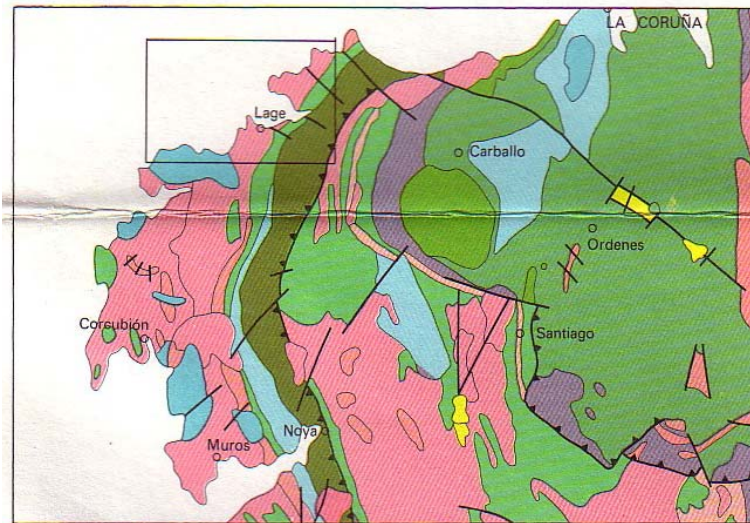 LA CORUÑA
Lage
Carballo
Ordenes
Corcubión
Santiago
Noya
Muros